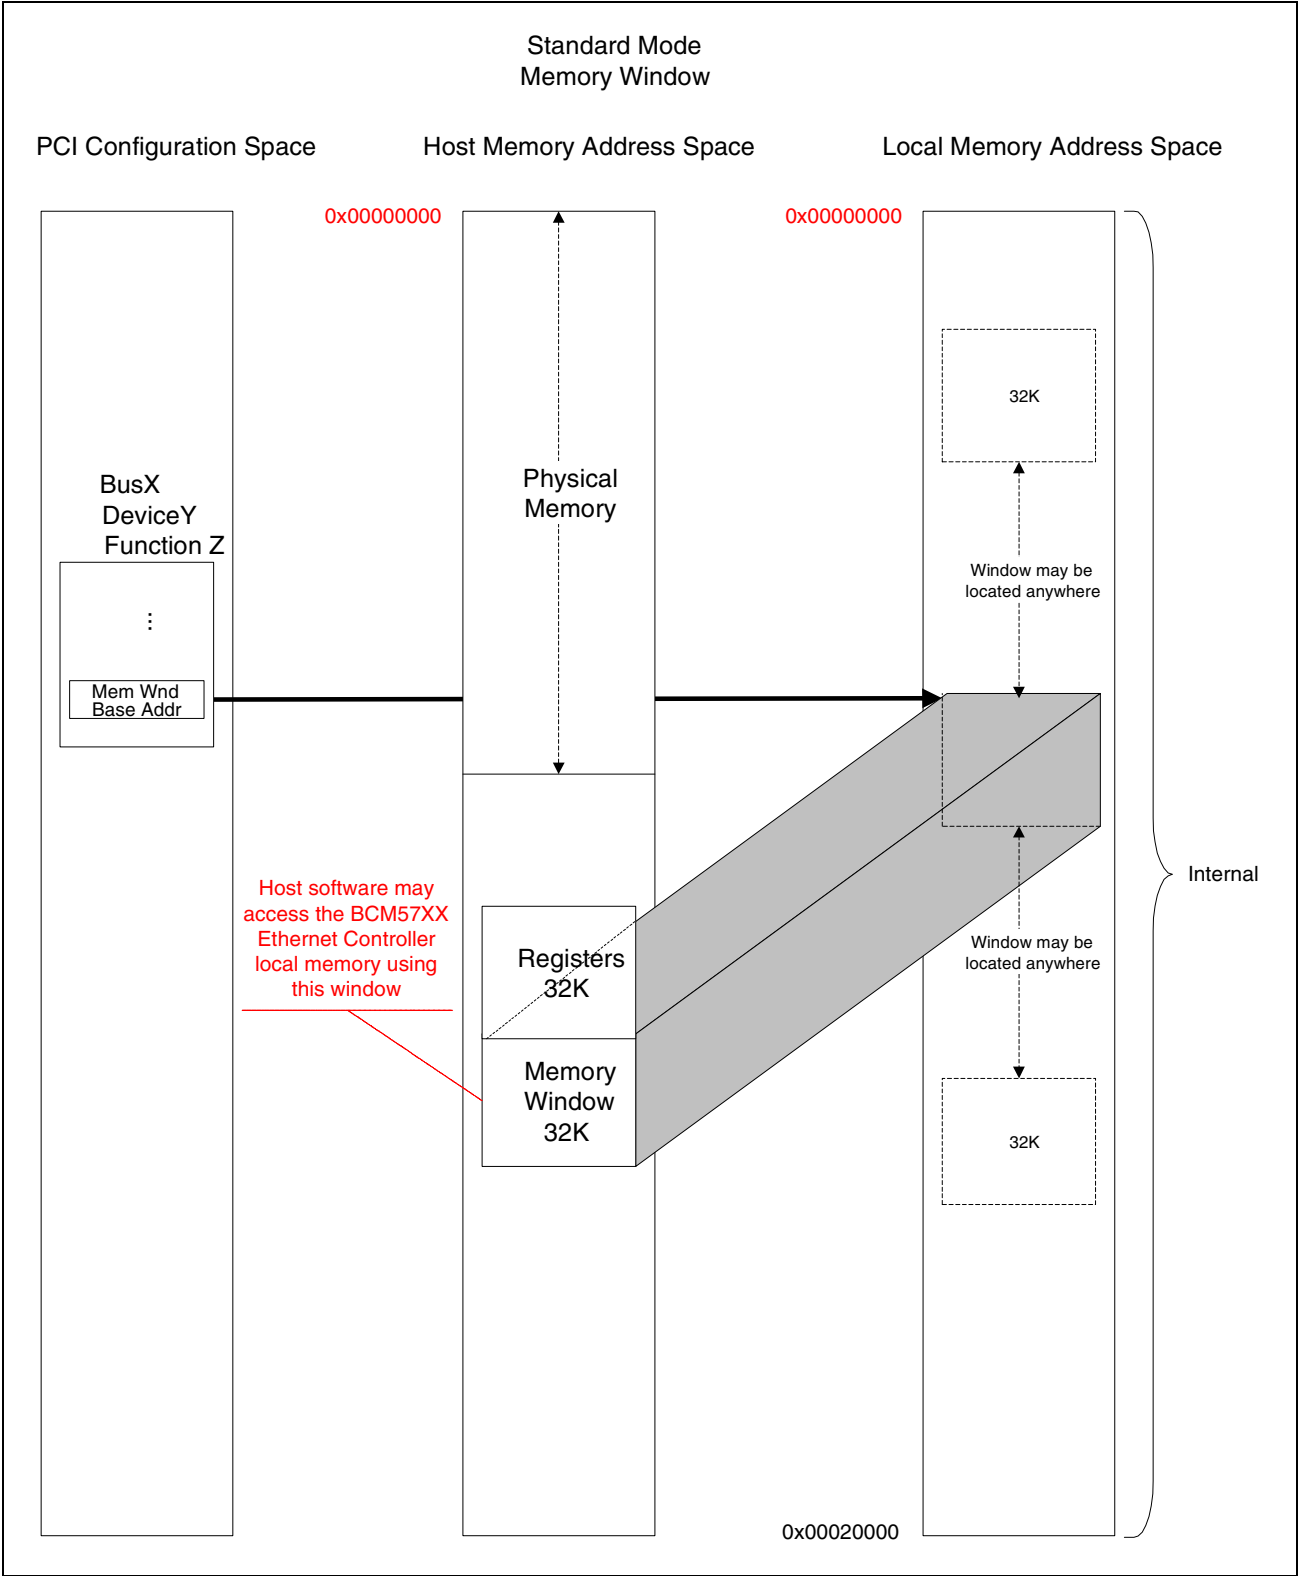 Standard Mode
Memory Window
PCI Configuration Space
Host Memory Address Space
Local Memory Address Space
0x00000000
0x00000000
32K
Physical
Memory
BusX
DeviceY
Function Z
...
Window may be
located anywhere
Mem Wnd
Base Addr
Internal
Host software may
access the BCM57XX
Ethernet Controller
local memory using
this window
Registers
32K
Window may be
located anywhere
Memory
Window
32K
32K
0x00020000